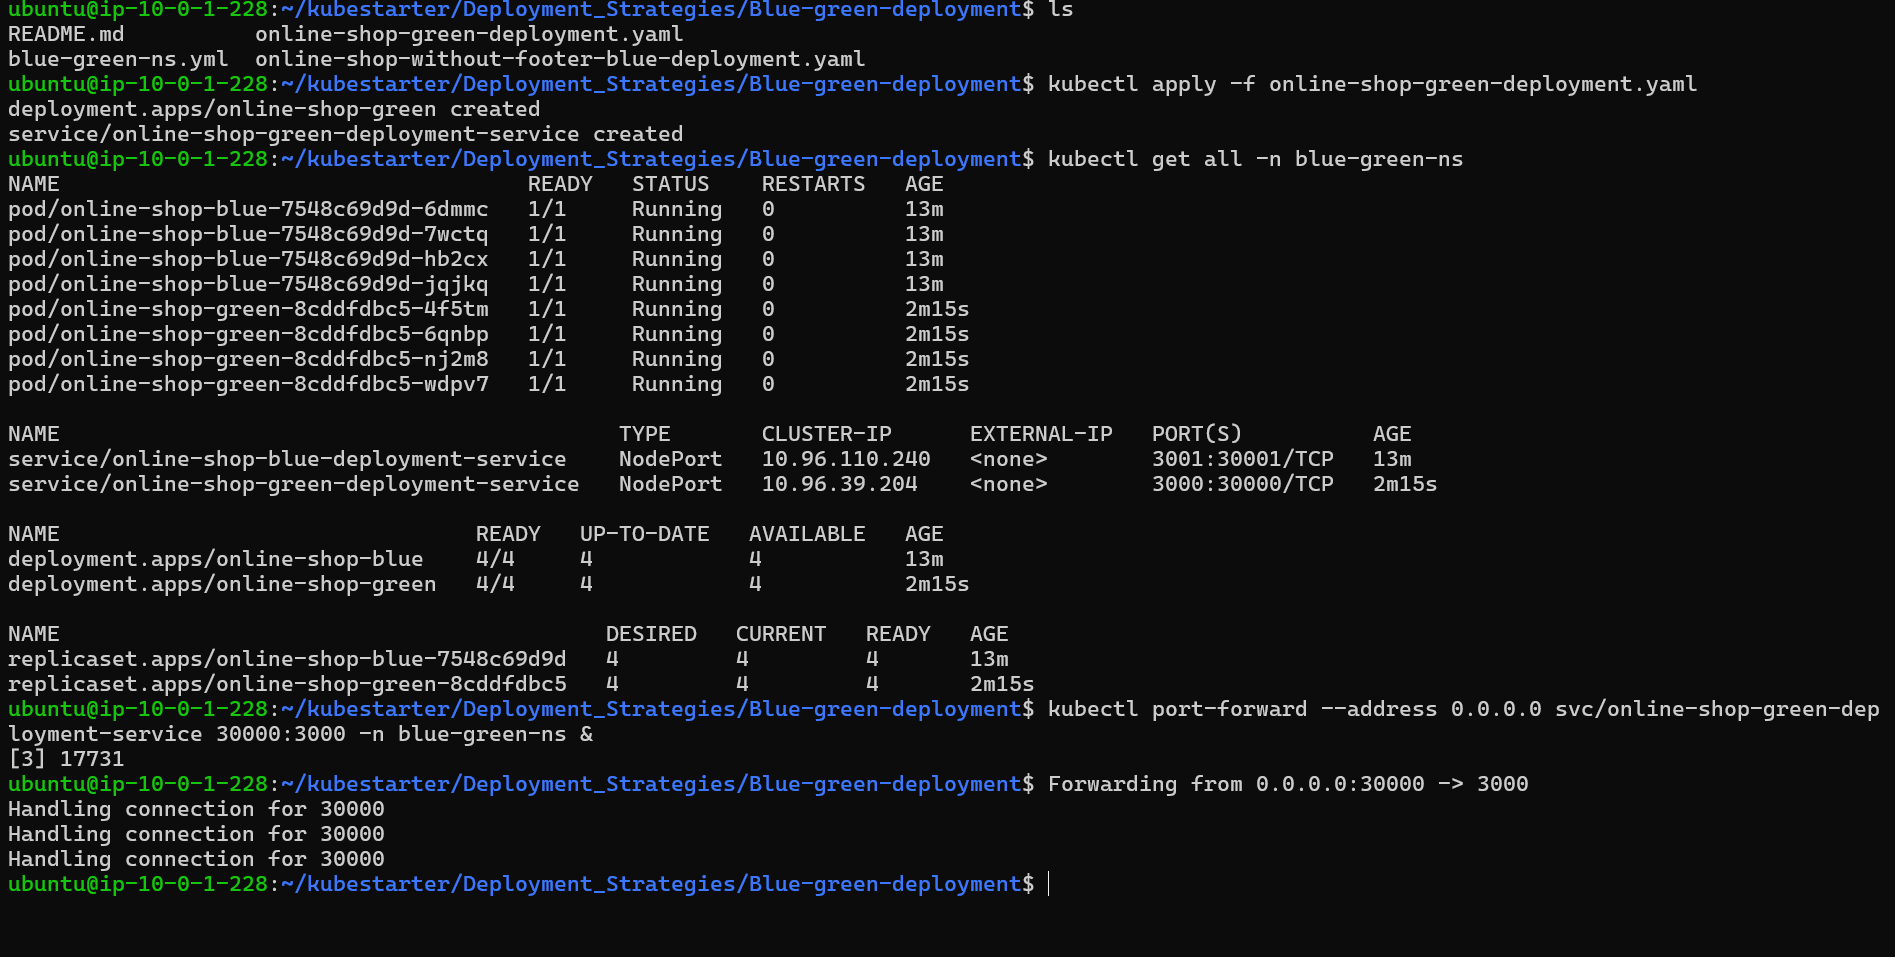 ubuntu@ip-10-0-1-228:~/kubestarter/Deployment_Strategies/Blue-green-deployment$ ls
README.md          online-shop-green-deployment.yaml
blue-green-ns.yml  online-shop-without-footer-blue-deployment.yaml
ubuntu@ip-10-0-1-228:~/kubestarter/Deployment_Strategies/Blue-green-deployment$ kubectl apply -f online-shop-green-deployment.yaml
deployment.apps/online-shop-green created
service/online-shop-green-deployment-service created
ubuntu@ip-10-0-1-228:~/kubestarter/Deployment_Strategies/Blue-green-deployment$ kubectl get all -n blue-green-ns
NAME                                    READY   STATUS    RESTARTS   AGE
pod/online-shop-blue-7548c69d9d-6dmmc   1/1     Running   0          13m
pod/online-shop-blue-7548c69d9d-7wctq   1/1     Running   0          13m
pod/online-shop-blue-7548c69d9d-hb2cx   1/1     Running   0          13m
pod/online-shop-blue-7548c69d9d-jqjkq   1/1     Running   0          13m
pod/online-shop-green-8cddfdbc5-4f5tm   1/1     Running   0          2m15s
pod/online-shop-green-8cddfdbc5-6qnbp   1/1     Running   0          2m15s
pod/online-shop-green-8cddfdbc5-nj2m8   1/1     Running   0          2m15s
pod/online-shop-green-8cddfdbc5-wdpv7   1/1     Running   0          2m15s
NAME                                           TYPE       CLUSTER-IP      EXTERNAL-IP   PORT(S)          AGE
service/online-shop-blue-deployment-service    NodePort   10.96.110.240   <none>        3001:30001/TCP   13m
service/online-shop-green-deployment-service   NodePort   10.96.39.204    <none>        3000:30000/TCP   2m15s
NAME                                READY   UP-TO-DATE   AVAILABLE   AGE
deployment.apps/online-shop-blue    4/4     4            4           13m
deployment.apps/online-shop-green   4/4     4            4           2m15s
NAME                                          DESIRED   CURRENT   READY   AGE
replicaset.apps/online-shop-blue-7548c69d9d   4         4         4       13m
replicaset.apps/online-shop-green-8cddfdbc5   4         4         4       2m15s
ubuntu@ip-10-0-1-228:~/kubestarter/Deployment_Strategies/Blue-green-deployment$ kubectl port-forward --address 0.0.0.0 svc/online-shop-green-dep
loyment-service 30000:3000 -n blue-green-ns &
[3] 17731
ubuntu@ip-10-0-1-228:~/kubestarter/Deployment_Strategies/Blue-green-deployment$ Forwarding from 0.0.0.0:30000 -> 3000
Handling connection for 30000
Handling connection for 30000
Handling connection for 30000
ubuntu@ip-10-0-1-228:~/kubestarter/Deployment_Strategies/Blue-green-deployment$